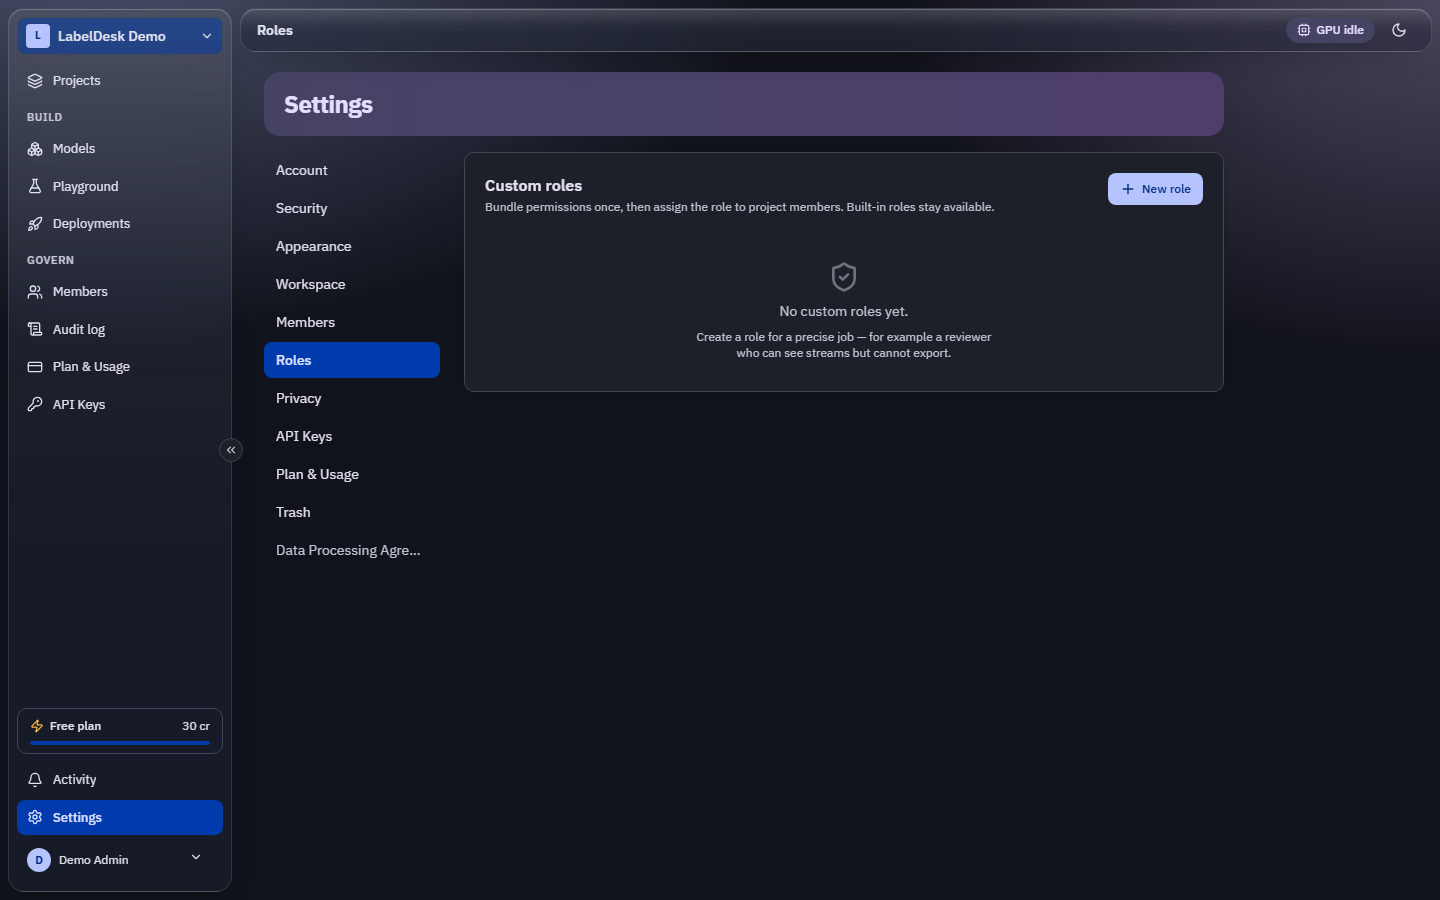 L LabelDesk Demo
Projects
BUILD
Models
Playground
Deployments
GOVERN
Members
Audit log
Plan & Usage
API Keys
Free plan 30 cr
Activity
Settings
D Demo Admin
Roles
GPU idle
Settings
Account
Security
Appearance
Workspace
Members
Roles
Privacy
API Keys
Plan & Usage
Trash
Data Processing Agre...
Custom roles
Bundle permissions once, then assign the role to project members. Built-in roles stay available.
New role
No custom roles yet.
Create a role for a precise job — for example a reviewer
who can see streams but cannot export.